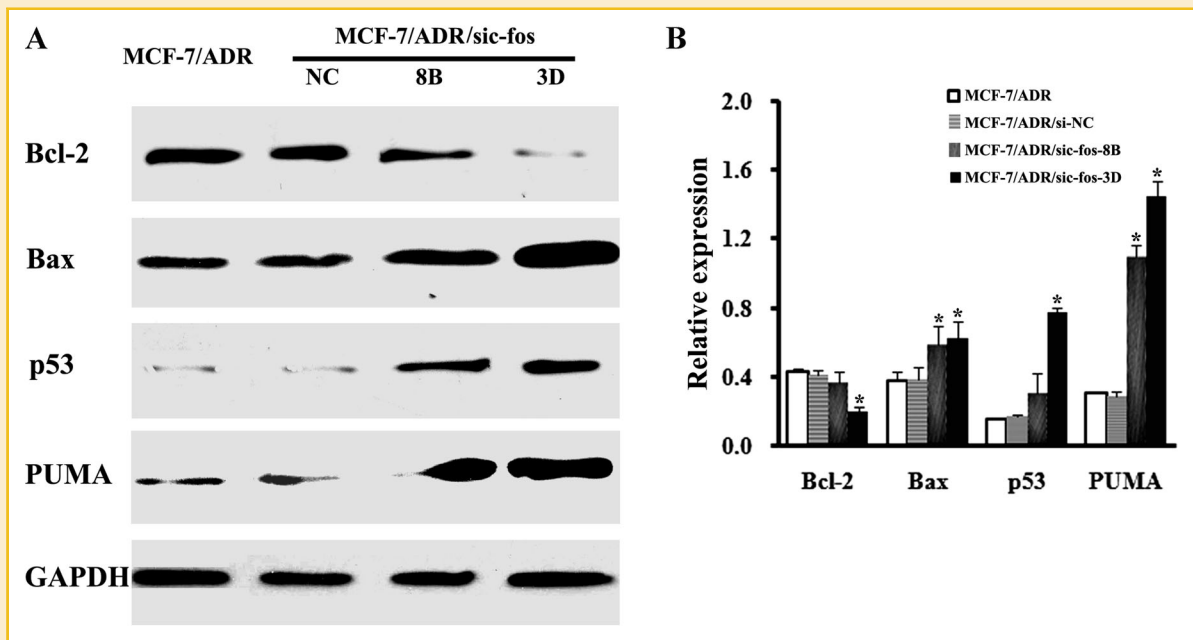 A
MCF-7/ADR
MCF-7/ADR/sic-fos
NC 8B 3D
Bcl-2
Bax
p53
PUMA
GAPDH
B
MCF-7/ADR
MCF-7/ADR/si-NC
MCF-7/ADR/sic-fos-8B
MCF-7/ADR/sic-fos-3D
Relative expression
2.0
1.6
1.2
0.8
0.4
0.0
* * * * * *
Bcl-2 Bax p53 PUMA